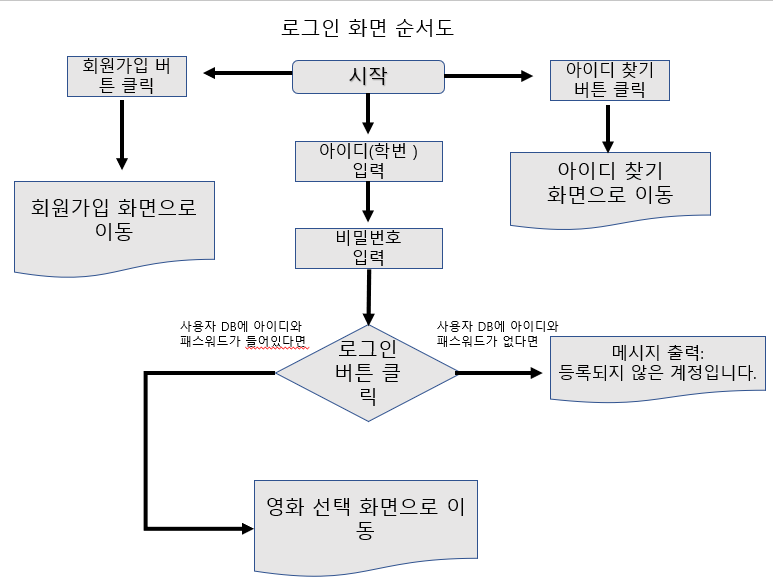 로그인 화면 순서도
회원가입 버
튼 클릭
시작
아이디 찾기
버튼 클릭
아이디(학번 )
입력
회원가입 화면으로
이동
아이디 찾기
화면으로 이동
비밀번호
입력
사용자 DB에 아이디와
패스워드가 들어있다면
사용자 DB에 아이디와
패스워드가 없다면
로그인
버튼 클
릭
메시지 출력:
등록되지 않은 계정입니다.
영화 선택 화면으로 이
동